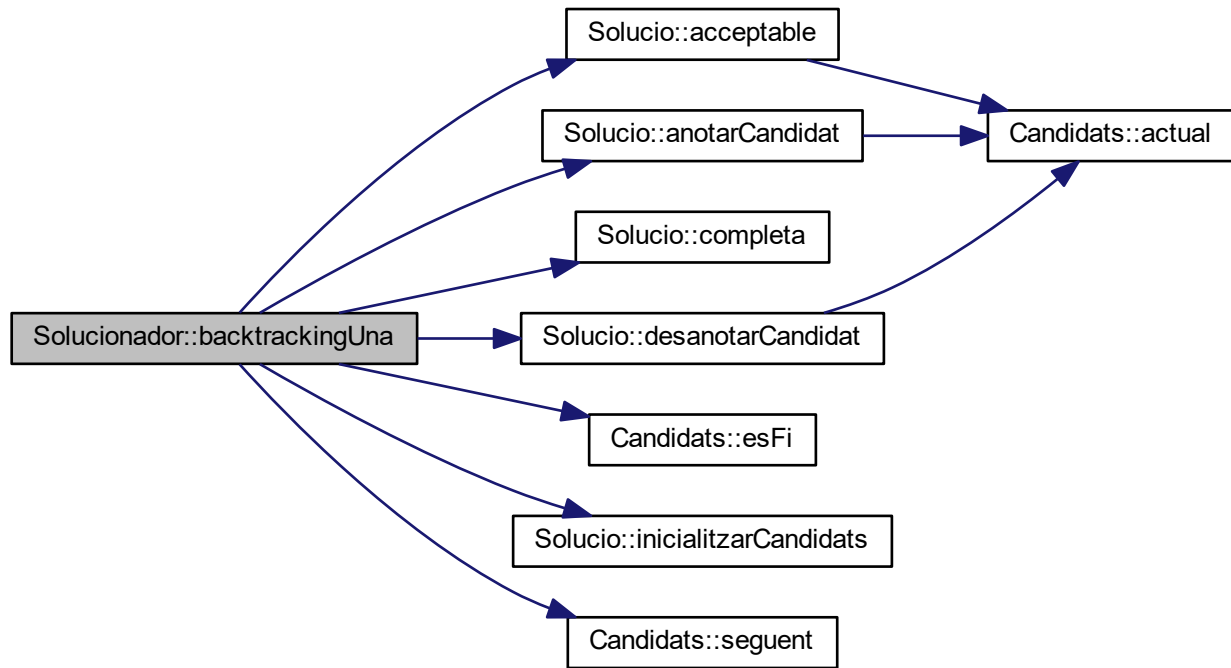 Solucio::acceptable
Solucio::anotarCandidat
Candidats::actual
Solucio::completa
Solucionador::backtrackingUna
Solucio::desanotarCandidat
Candidats::esFi
Solucio::inicialitzarCandidats
Candidats::seguent